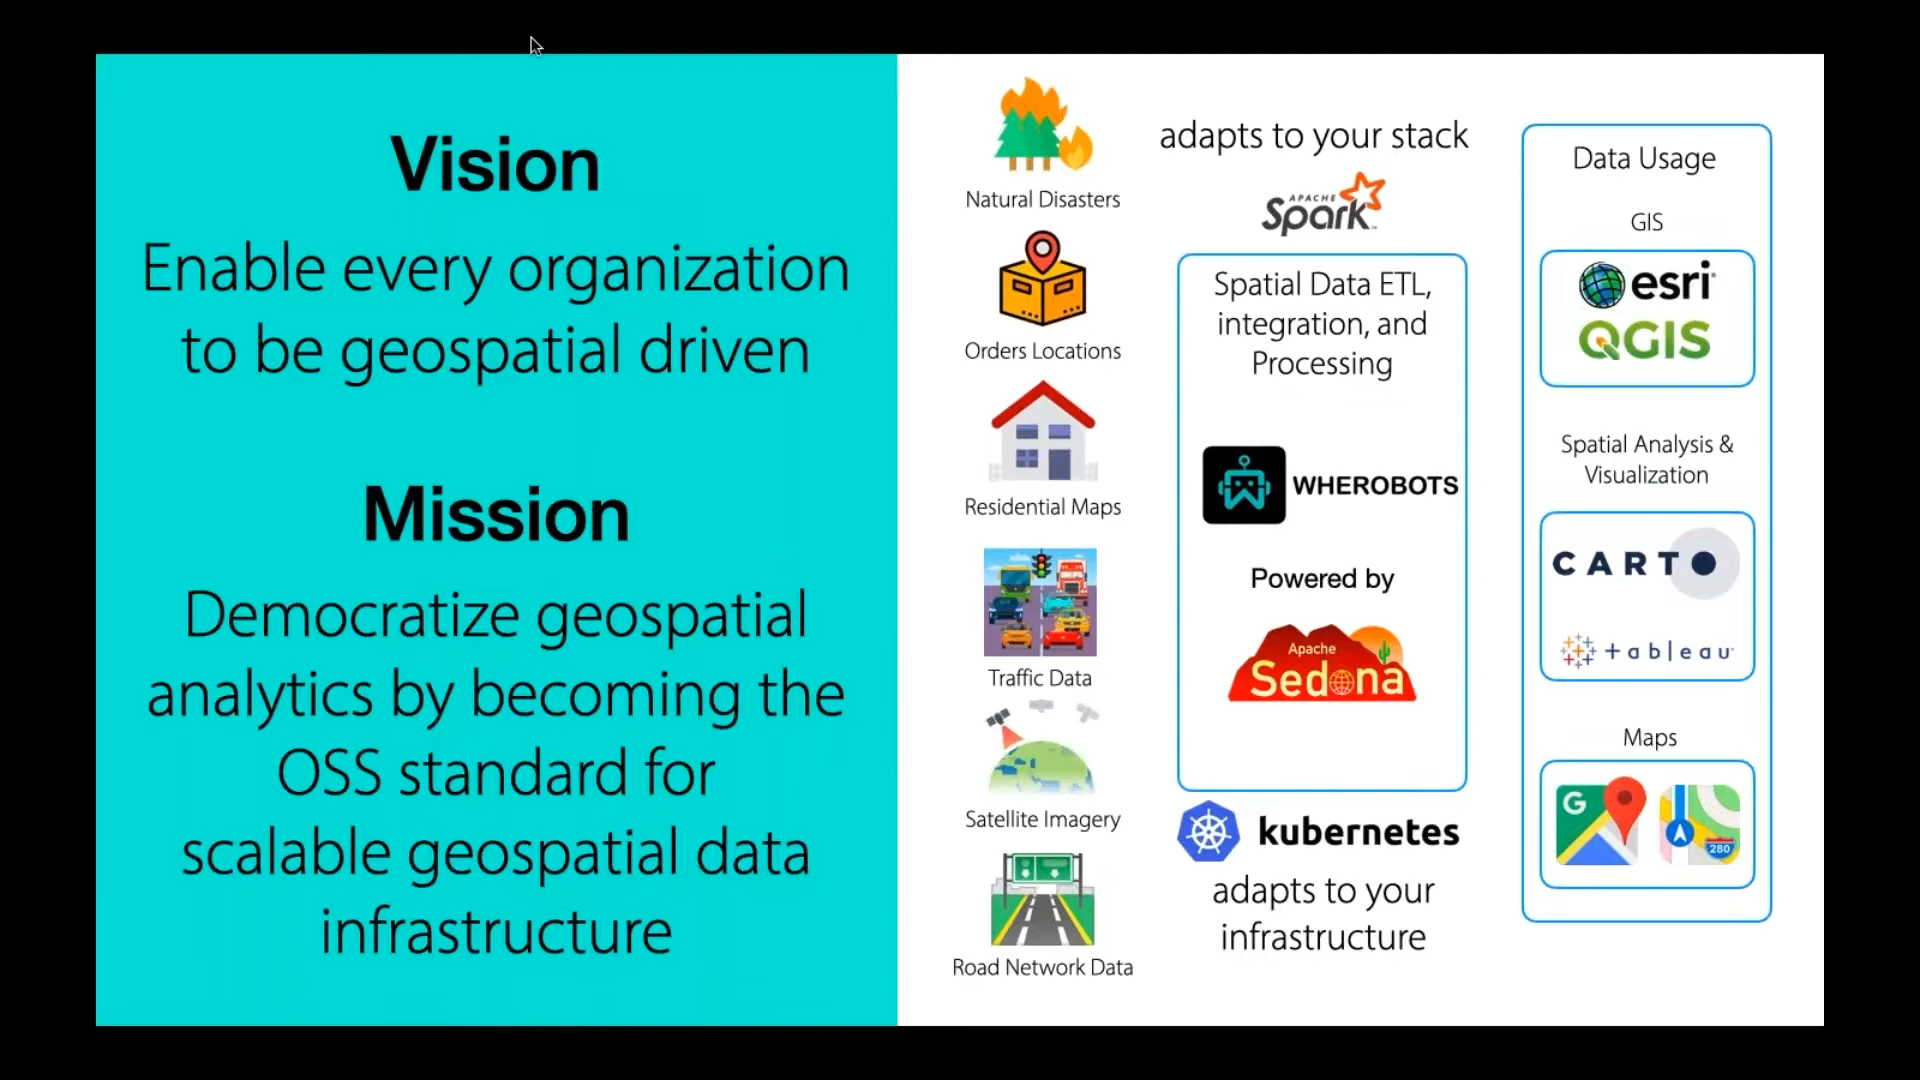 Vision
Enable every organization
to be geospatial driven
Mission
Democratize geospatial
analytics by becoming the
OSS standard for
scalable geospatial data
infrastructure
Natural Disasters
Orders Locations
Residential Maps
Traffic Data
Satellite Imagery
Road Network Data
adapts to your stack
APACHE
Spark
Spatial Data ETL,
integration, and
Processing
WHEROBOTS
Powered by
Apache
Sedona
kubernetes
adapts to your
infrastructure
Data Usage
GIS
esri
QGIS
Spatial Analysis &
Visualization
CARTO
+ableau
Maps
G
A
280